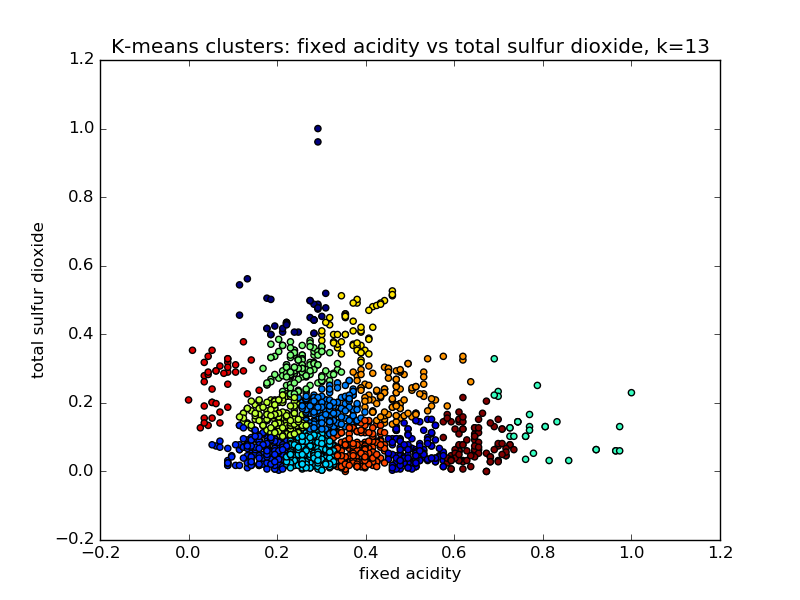 K-means clusters: fixed acidity vs total sulfur dioxide, k=13
1.2
1.0
0.8
0.6
0.4
0.2
0.0
−0.2
total sulfur dioxide
−0.2 0.0 0.2 0.4 0.6 0.8 1.0 1.2
fixed acidity